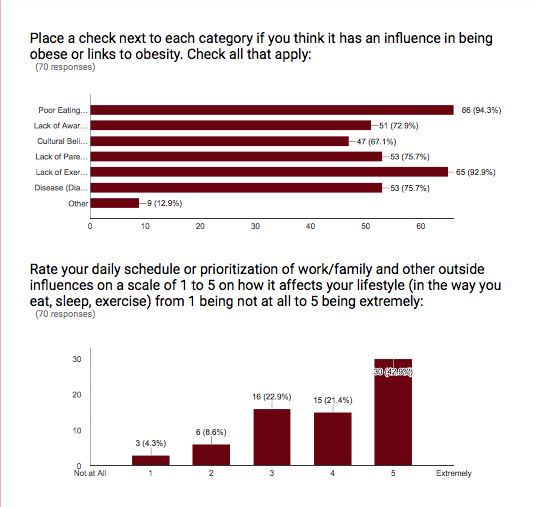 Place a check next to each category if you think it has an influence in being
obese or links to obesity. Check all that apply:
(70 responses)
Poor Eating... 66 (94.3%)
Lack of Awar... 51 (72.9%)
Cultural Beli... 47 (67.1%)
Lack of Pare... 53 (75.7%)
Lack of Exer... 65 (92.9%)
Disease (Dia... 53 (75.7%)
Other 9 (12.9%)
0 10 20 30 40 50 60
Rate your daily schedule or prioritization of work/family and other outside
influences on a scale of 1 to 5 on how it affects your lifestyle (in the way you
eat, sleep, exercise) from 1 being not at all to 5 being extremely:
(70 responses)
30
30 (42.9%)
20
16 (22.9%) 15 (21.4%)
10
6 (8.6%)
3 (4.3%)
0
Not at All 1 2 3 4 5 Extremely